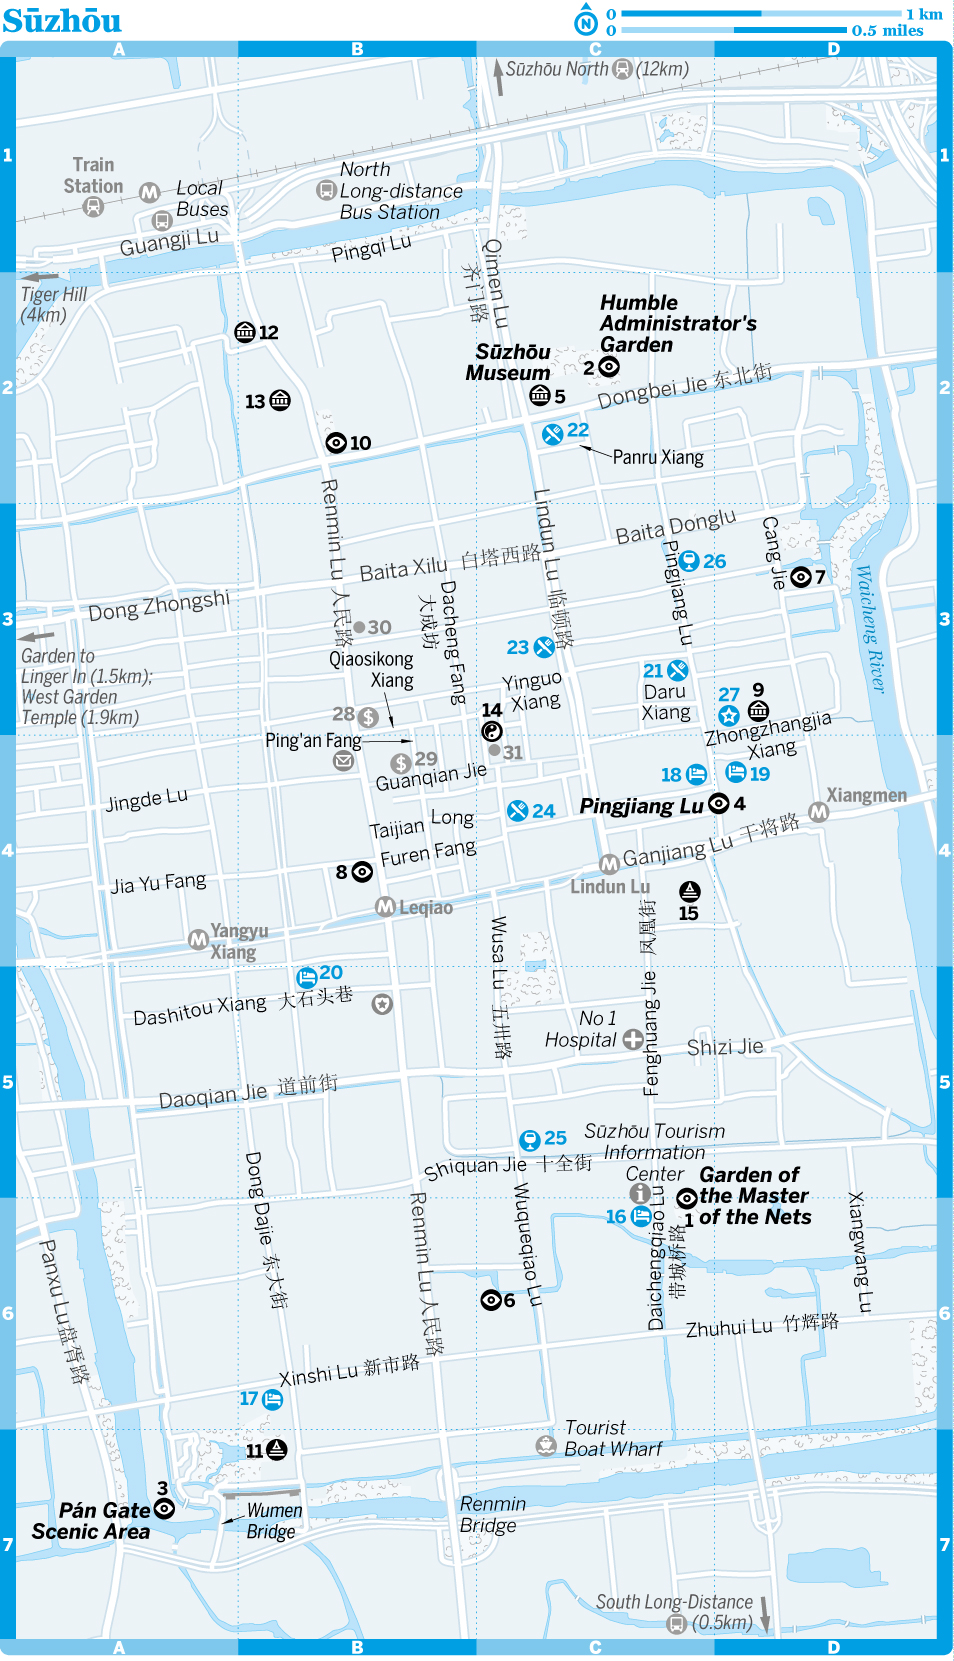 Sūzhōu
N
0 1 km
0 0.5 miles
A B C D
Sūzhōu North (12km)
1 1
Train
Station
M
Local
Buses
North
Long-distance
Bus Station
Guangji Lu
Pingqi Lu
Qimen Lu
齐门路
Tiger Hill
(4km)
12
Humble
Administrator's
Garden
2
Sūzhōu
Museum
5
2 2
13
Dongbei Jie 东北街
10
22
Panru Xiang
Renmin Lu 人民路
Lindun Lu 临顿路
Baita Donglu
Cang Jie
Baita Xilu 白塔西路
Pingjiang Lu
26
7
Waicheng River
Dong Zhongshi
Dacheng Fang
大成坊
3 3
30
Garden to
Linger In (1.5km);
West Garden
Temple (1.9km)
Qiaosikong
Xiang
23
21
Daru
Xiang
Yinguo
Xiang
27
9
28 $
14
Zhongzhangjia
Xiang
Ping'an Fang
29 $
31
Guanqian Jie
18
19
Jingde Lu
24
Pingjiang Lu 4
Xiangmen
M
Taijian Long
Furen Fang
Ganjiang Lu 干将路
4 4
8
Jia Yu Fang
M
Lindun Lu
15
M Leqiao
M Yangyu
Xiang
Wusa Lu 五卅路
Fenghuang Jie 凤凰街
20
Dashitou Xiang 大石头巷
No 1
Hospital
Shizi Jie
5 5
Daoqian Jie 道前街
25
Sūzhōu Tourism
Information
Center
Shiquan Jie 十全街
Garden of
the Master
of the Nets
1
16
Dong Dajie 东大街
Renmin Lu 人民路
Wuqueqiao Lu
Daichengqiao Lu
带城桥路
Xiangwang Lu
Panxu Lu 盘胥路
6
6 6
Zhuhui Lu 竹辉路
Xinshi Lu 新市路
17
Tourist
Boat Wharf
11
3
Pán Gate
Scenic Area
Wumen
Bridge
Renmin
Bridge
7 7
South Long-Distance
(0.5km)
A B C D